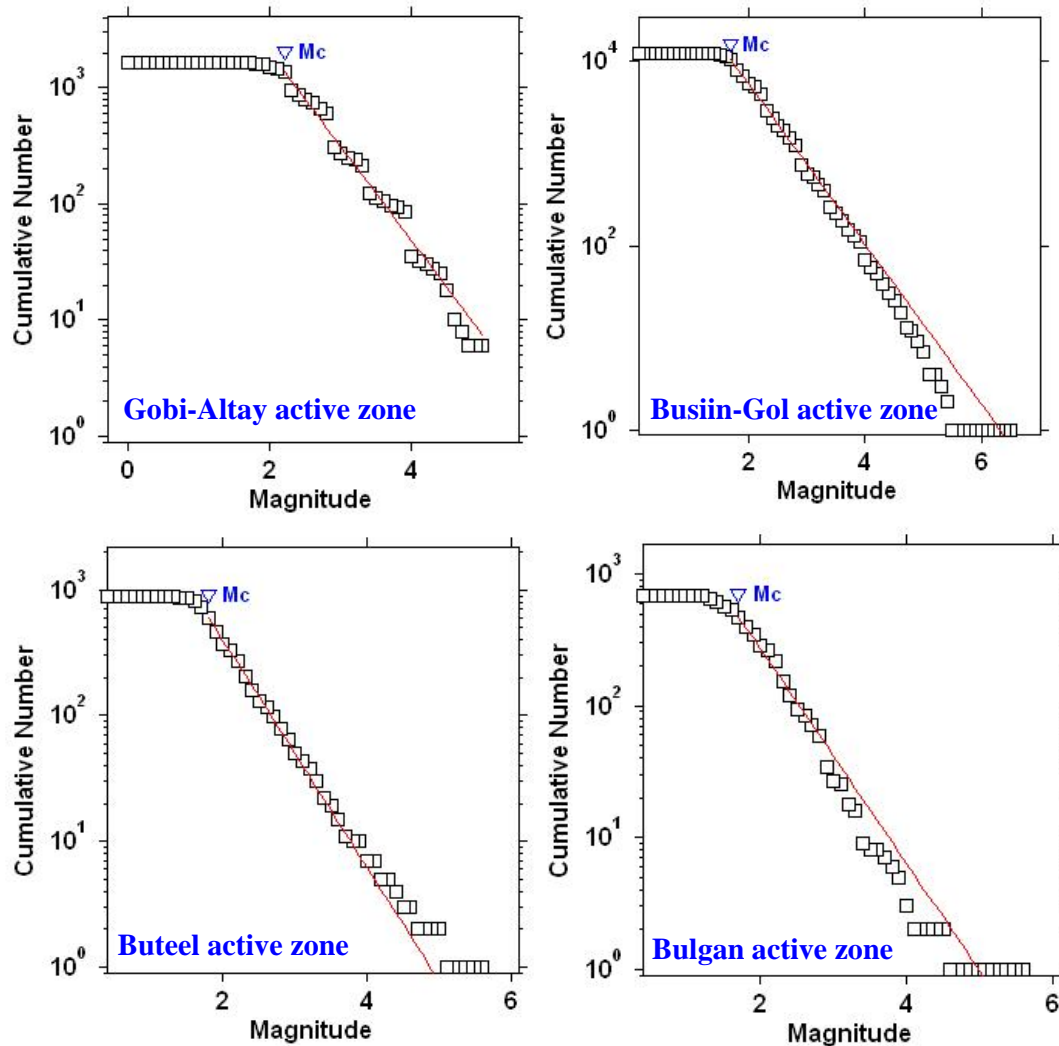 Mc
10³
10²
10¹
10⁰
Cumulative Number
Gobi-Altay active zone
0 2 4
Magnitude
Mc
10⁴
10²
10⁰
Cumulative Number
Busiin-Gol active zone
2 4 6
Magnitude
Mc
10³
10²
10¹
10⁰
Cumulative Number
Buteel active zone
2 4 6
Magnitude
Mc
10³
10²
10¹
10⁰
Cumulative Number
Bulgan active zone
2 4 6
Magnitude